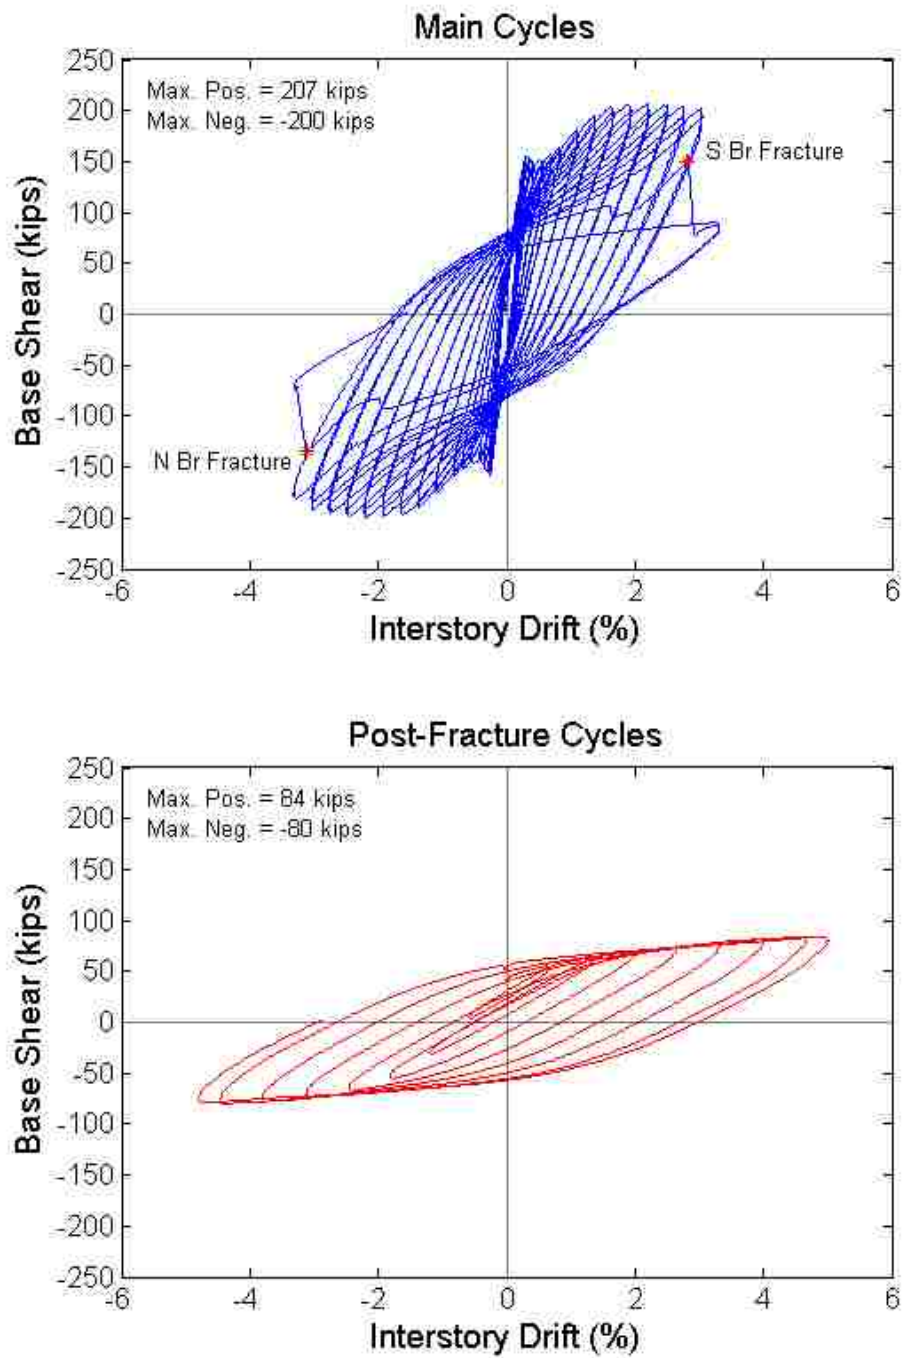 Main Cycles
250
Max. Pos. = 207 kips
200
Max. Neg. = -200 kips
S Br Fracture
150
100
50
0
-50
-100
N Br Fracture
-150
-200
-250
Base Shear (kips)
-6 -4 -2 0 2 4 6
Interstory Drift (%)
Post-Fracture Cycles
250
Max. Pos. = 84 kips
200
Max. Neg. = -80 kips
150
100
50
0
-50
-100
-150
-200
-250
Base Shear (kips)
-6 -4 -2 0 2 4 6
Interstory Drift (%)